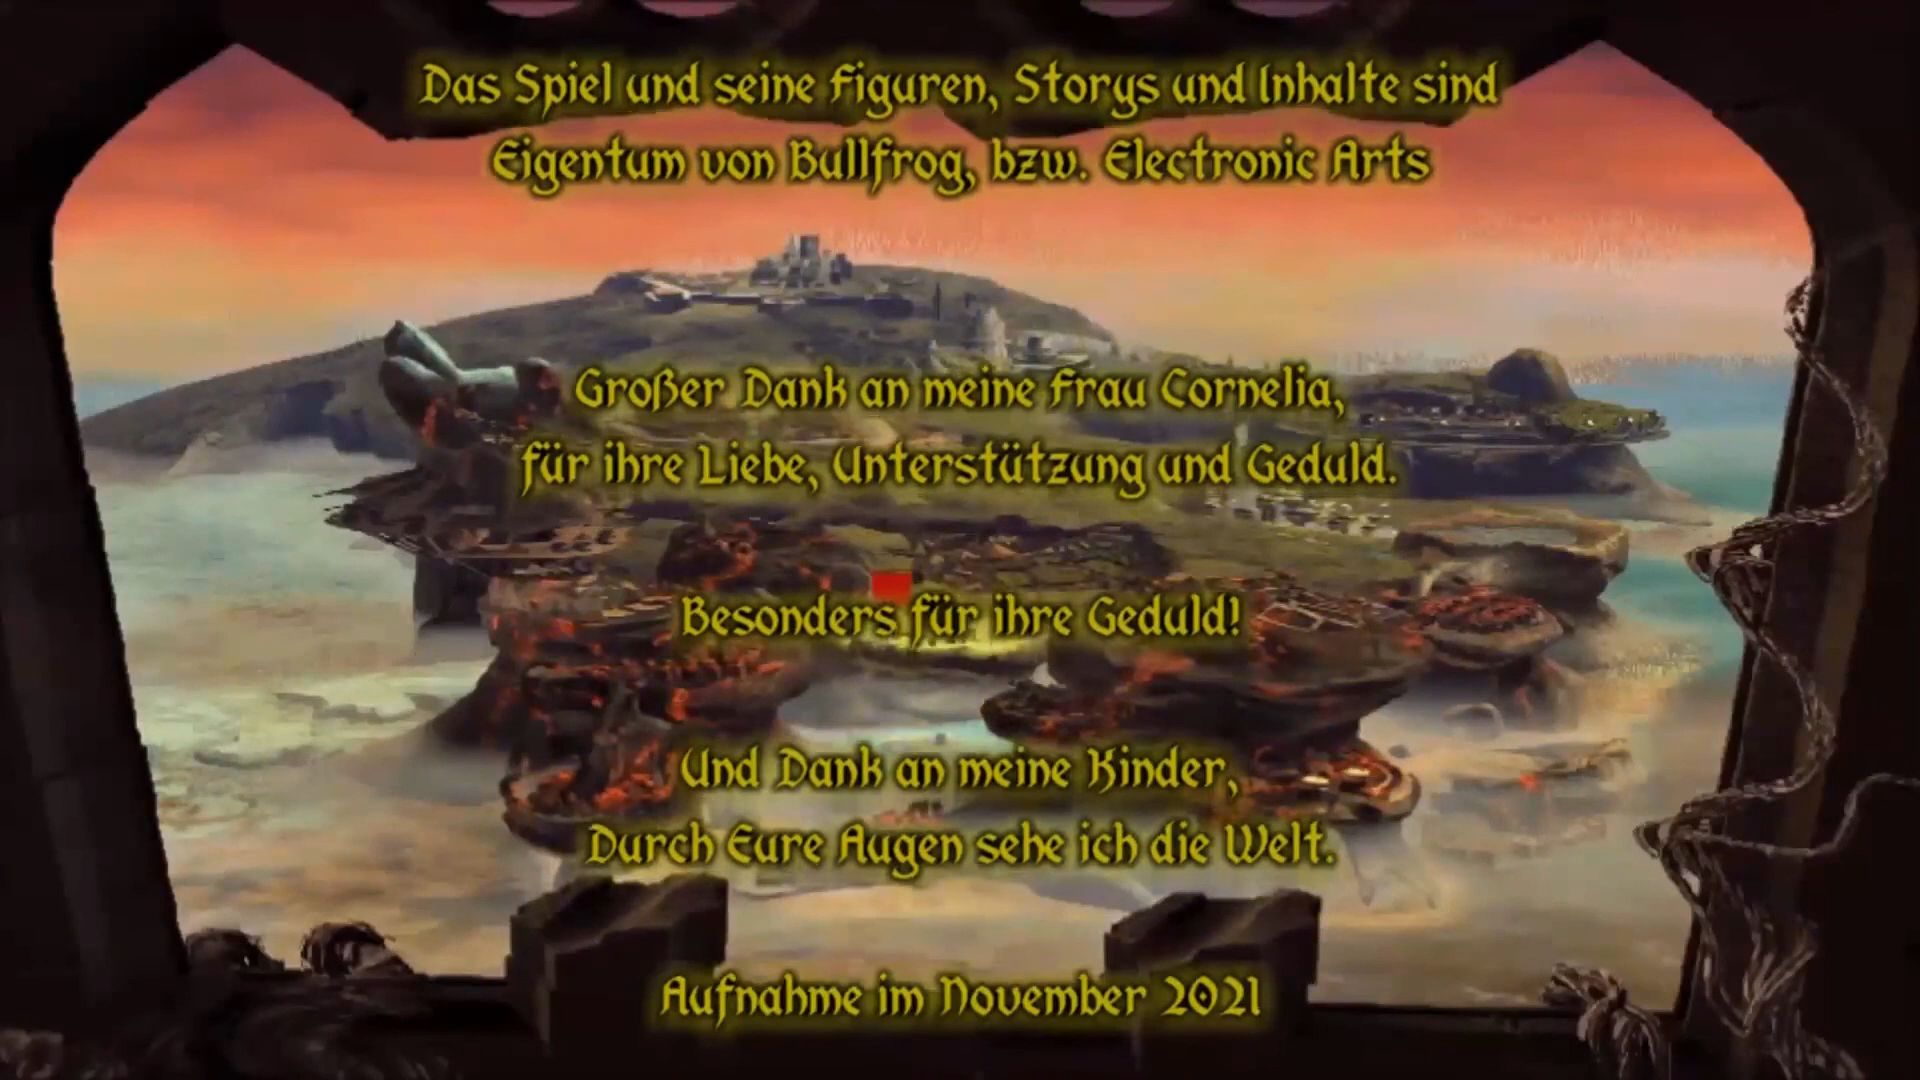 Das Spiel und seine Figuren, Storys und Inhalte sind
Eigentum von Bullfrog, bzw. Electronic Arts
Großer Dank an meine Frau Cornelia,
für ihre Liebe, Unterstützung und Geduld.
Besonders für ihre Geduld!
Und Dank an meine Kinder,
Durch Eure Augen sehe ich die Welt.
Aufnahme im November 2021